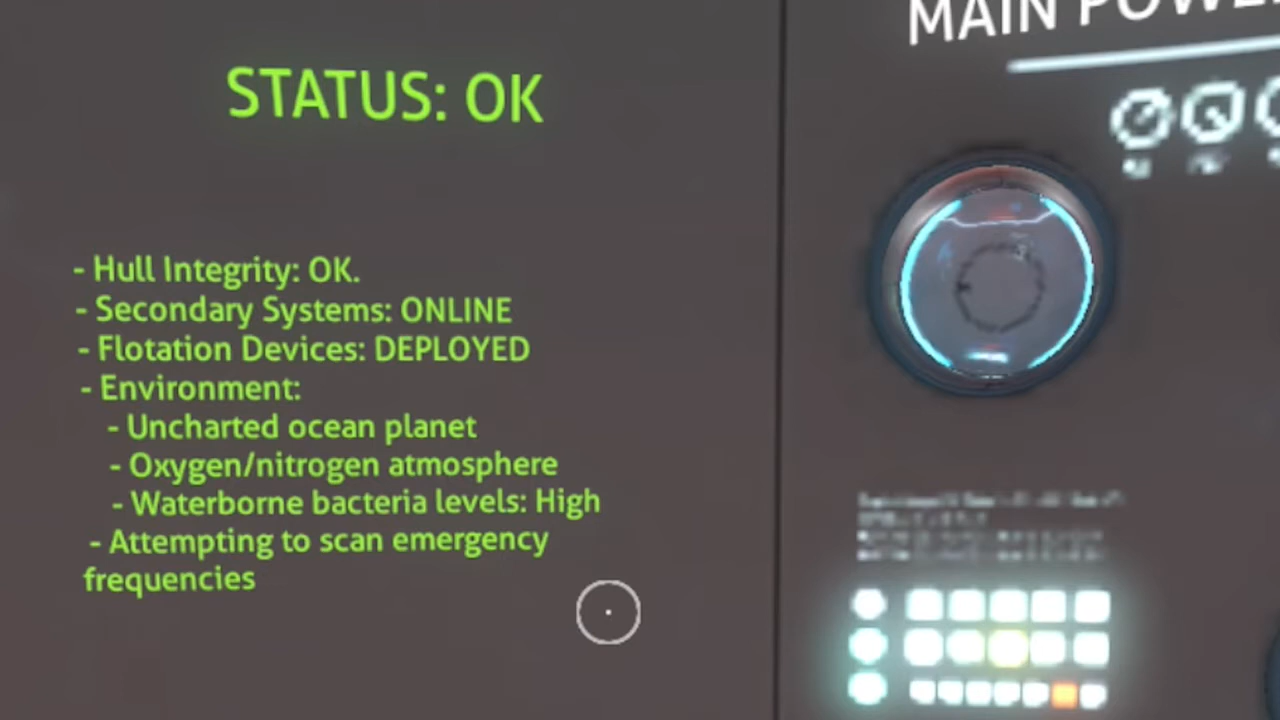 STATUS: OK
- Hull Integrity: OK.
- Secondary Systems: ONLINE
- Flotation Devices: DEPLOYED
- Environment:
- Uncharted ocean planet
- Oxygen/nitrogen atmosphere
- Waterborne bacteria levels: High
- Attempting to scan emergency
frequencies
MAIN POWE